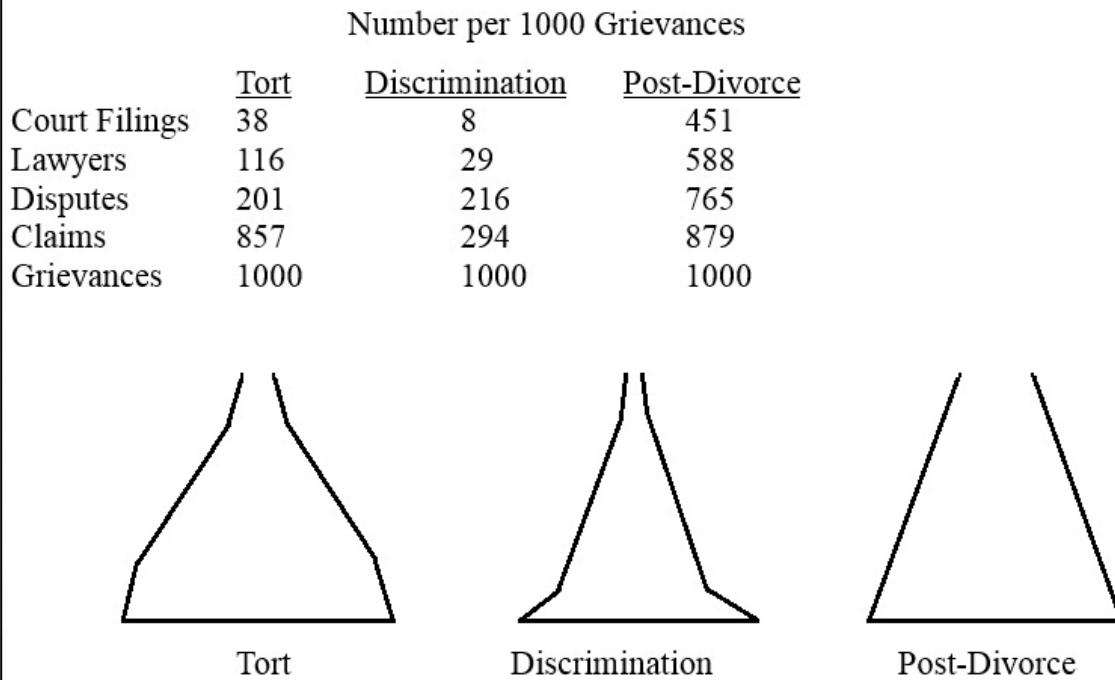 Number per 1000 Grievances
Tort Discrimination Post-Divorce
Court Filings 38 8 451
Lawyers 116 29 588
Disputes 201 216 765
Claims 857 294 879
Grievances 1000 1000 1000
Tort Discrimination Post-Divorce